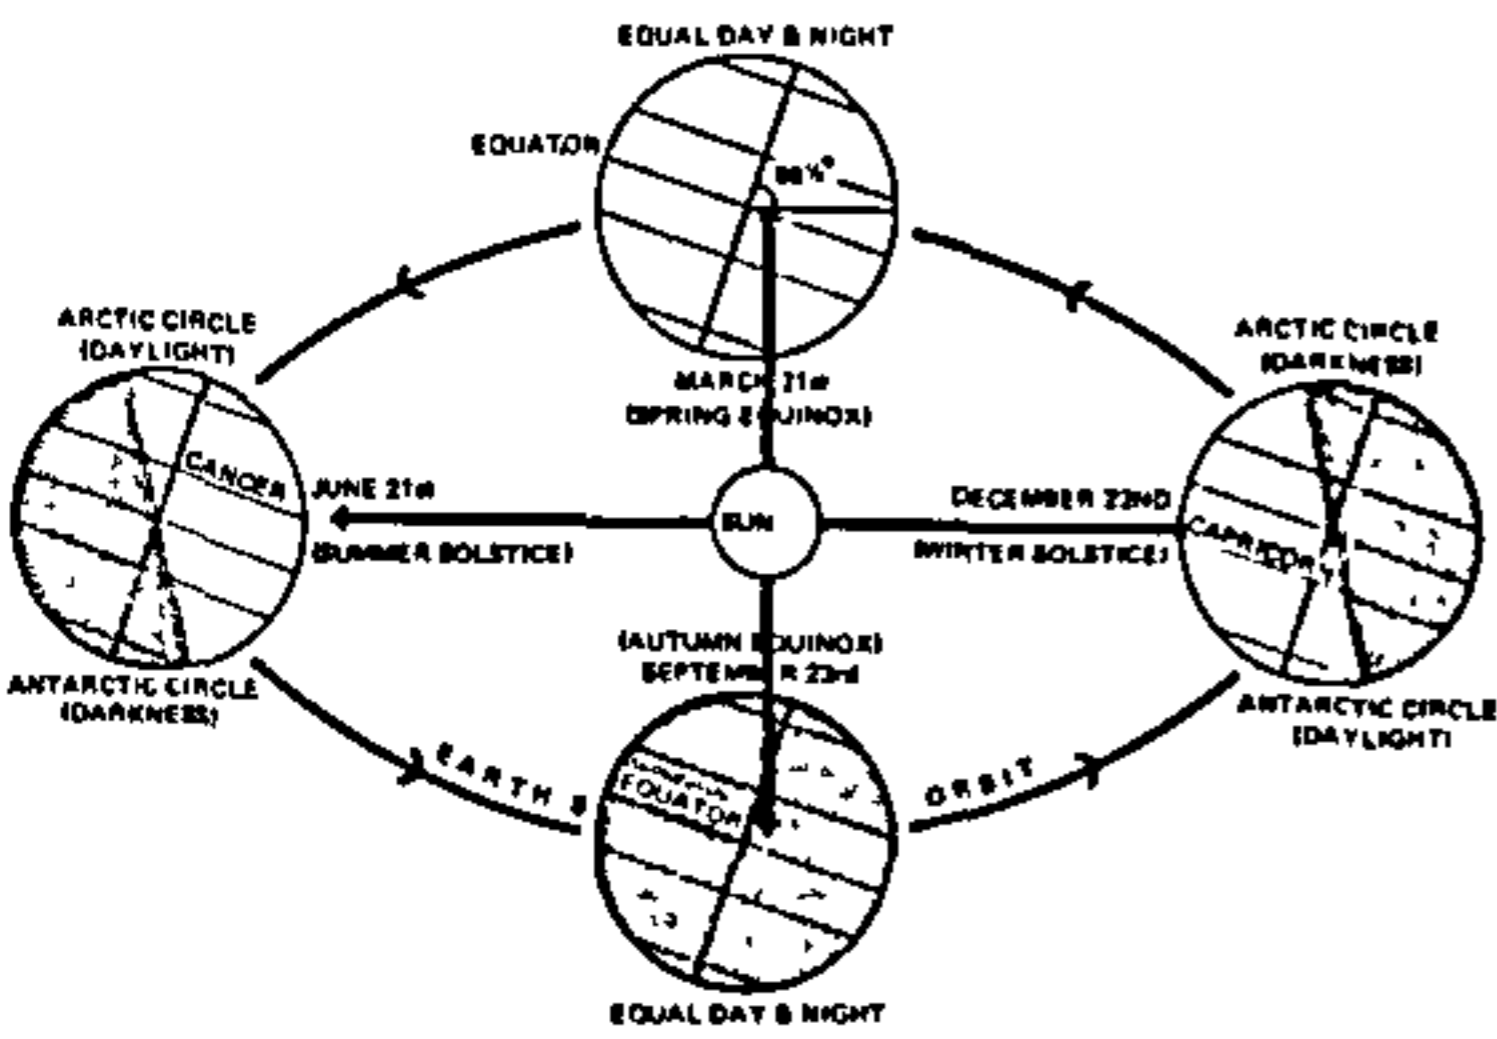 EQUAL DAY & NIGHT
EQUATOR
66½°
MARCH 21st
(SPRING EQUINOX)
ARCTIC CIRCLE
(DAYLIGHT)
CANCER
JUNE 21st
(SUMMER SOLSTICE)
ANTARCTIC CIRCLE
(DARKNESS)
SUN
ARCTIC CIRCLE
(DARKNESS)
DECEMBER 22ND
(WINTER SOLSTICE)
CAPRICORN
ANTARCTIC CIRCLE
(DAYLIGHT)
(AUTUMN EQUINOX)
SEPTEMBER 23rd
EARTH S ORBIT
EQUATOR
EQUAL DAY & NIGHT